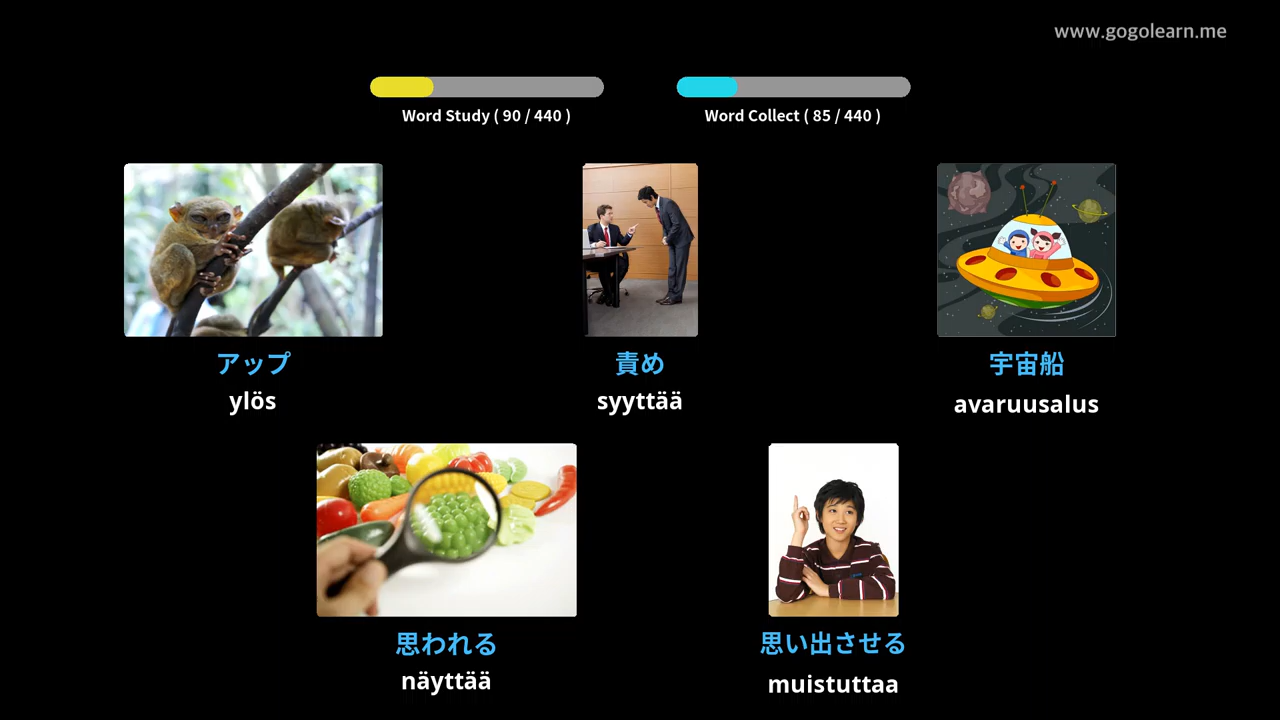 www.gogolearn.me
Word Study ( 90 / 440 )
Word Collect ( 85 / 440 )
アップ
ylös
責め
syyttää
宇宙船
avaruusalus
思われる
näyttää
思い出させる
muistuttaa